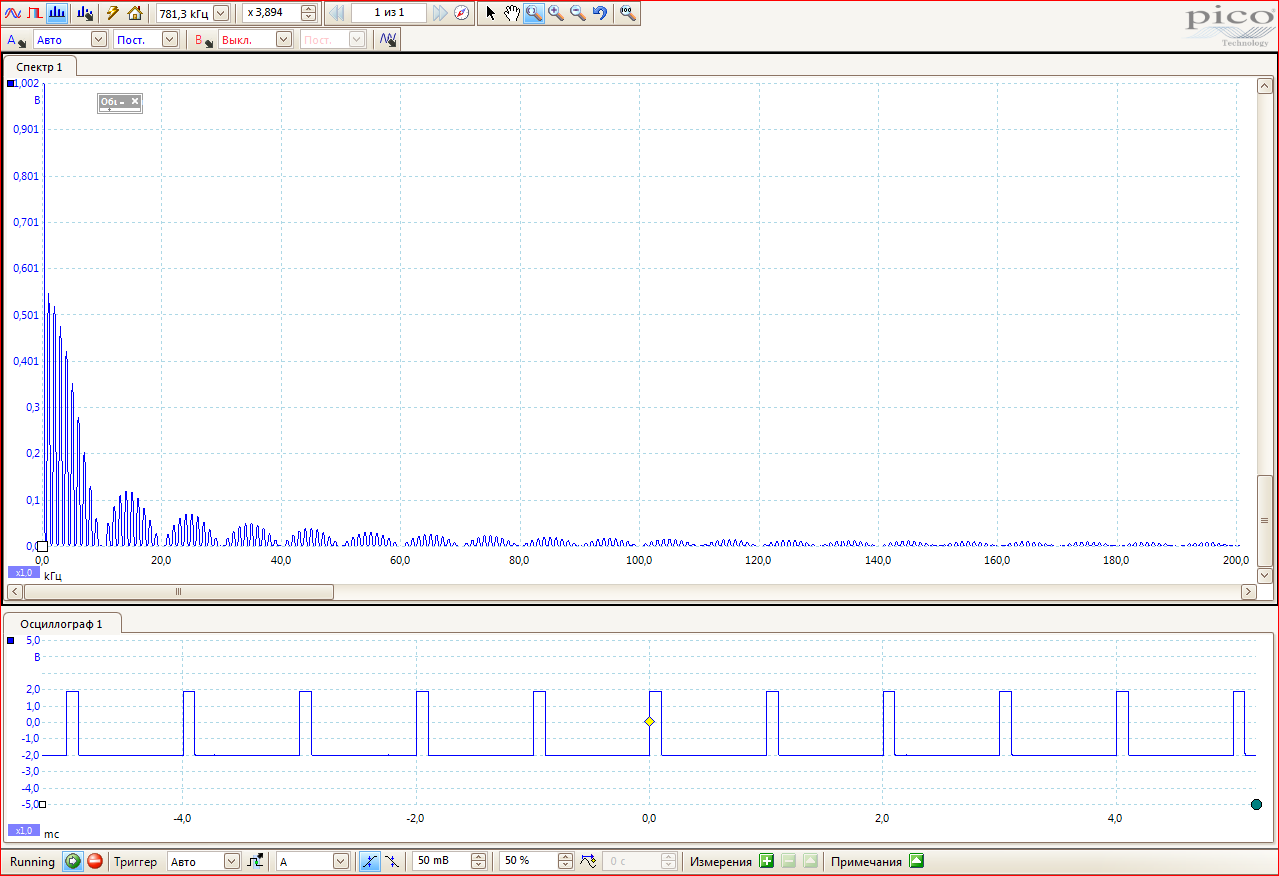 781,3 кГц x 3,894 1 из 1
pico
Technology
A Авто Пост. B Выкл. Пост.
Спектр 1
1,002
В
0,901
0,801
0,701
0,601
0,501
0,401
0,3
0,2
0,1
0,0
0,0 20,0 40,0 60,0 80,0 100,0 120,0 140,0 160,0 180,0 200,0
x1,0
кГц
Осциллограф 1
5,0
В
2,0
1,0
0,0
-1,0
-2,0
-3,0
-4,0
-5,0
-4,0 -2,0 0,0 2,0 4,0
x1,0
мс
Running Триггер Авто A 50 mB 50 % 0 с Измерения Примечания